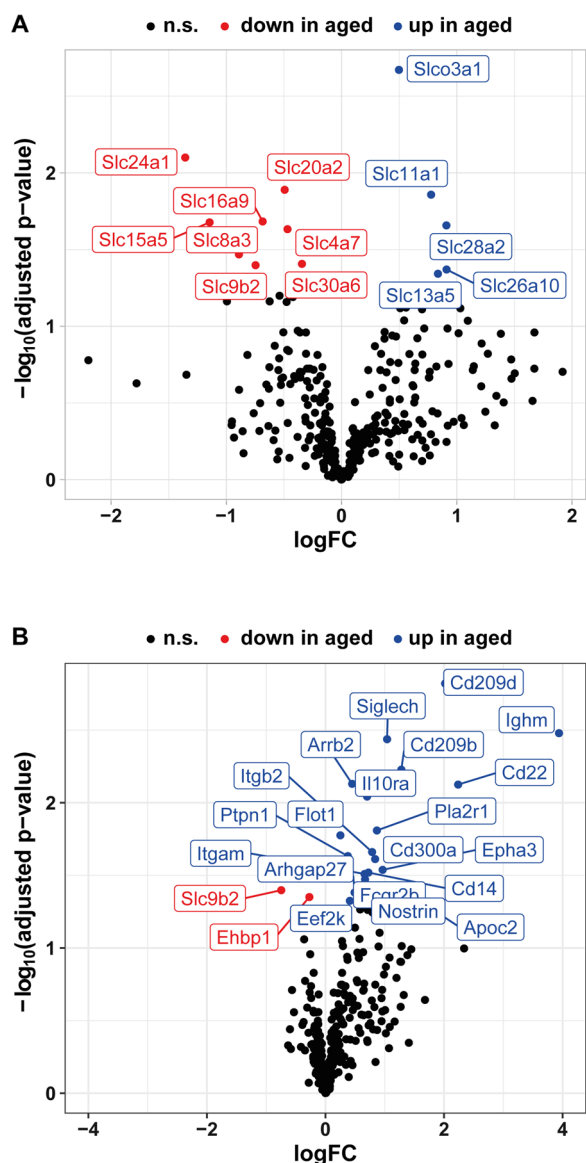 A
n.s. down in aged up in aged
Slco3a1
Slc24a1
Slc20a2
Slc11a1
Slc16a9
Slc15a5
Slc8a3
Slc4a7
Slc28a2
Slc9b2
Slc30a6
Slc26a10
Slc13a5
2
1
0
−log10(adjusted p-value)
−2 −1 0 1 2
logFC
B
n.s. down in aged up in aged
Cd209d
Siglech
Ighm
Arrb2
Cd209b
Itgb2
Il10ra
Cd22
Ptpn1
Flot1
Pla2r1
Itgam
Cd300a
Epha3
Arhgap27
Cd14
Slc9b2
Fcgr2b
Eef2k
Nostrin
Ehbp1
Apoc2
2
1
0
−log10(adjusted p-value)
−4 −2 0 2 4
logFC